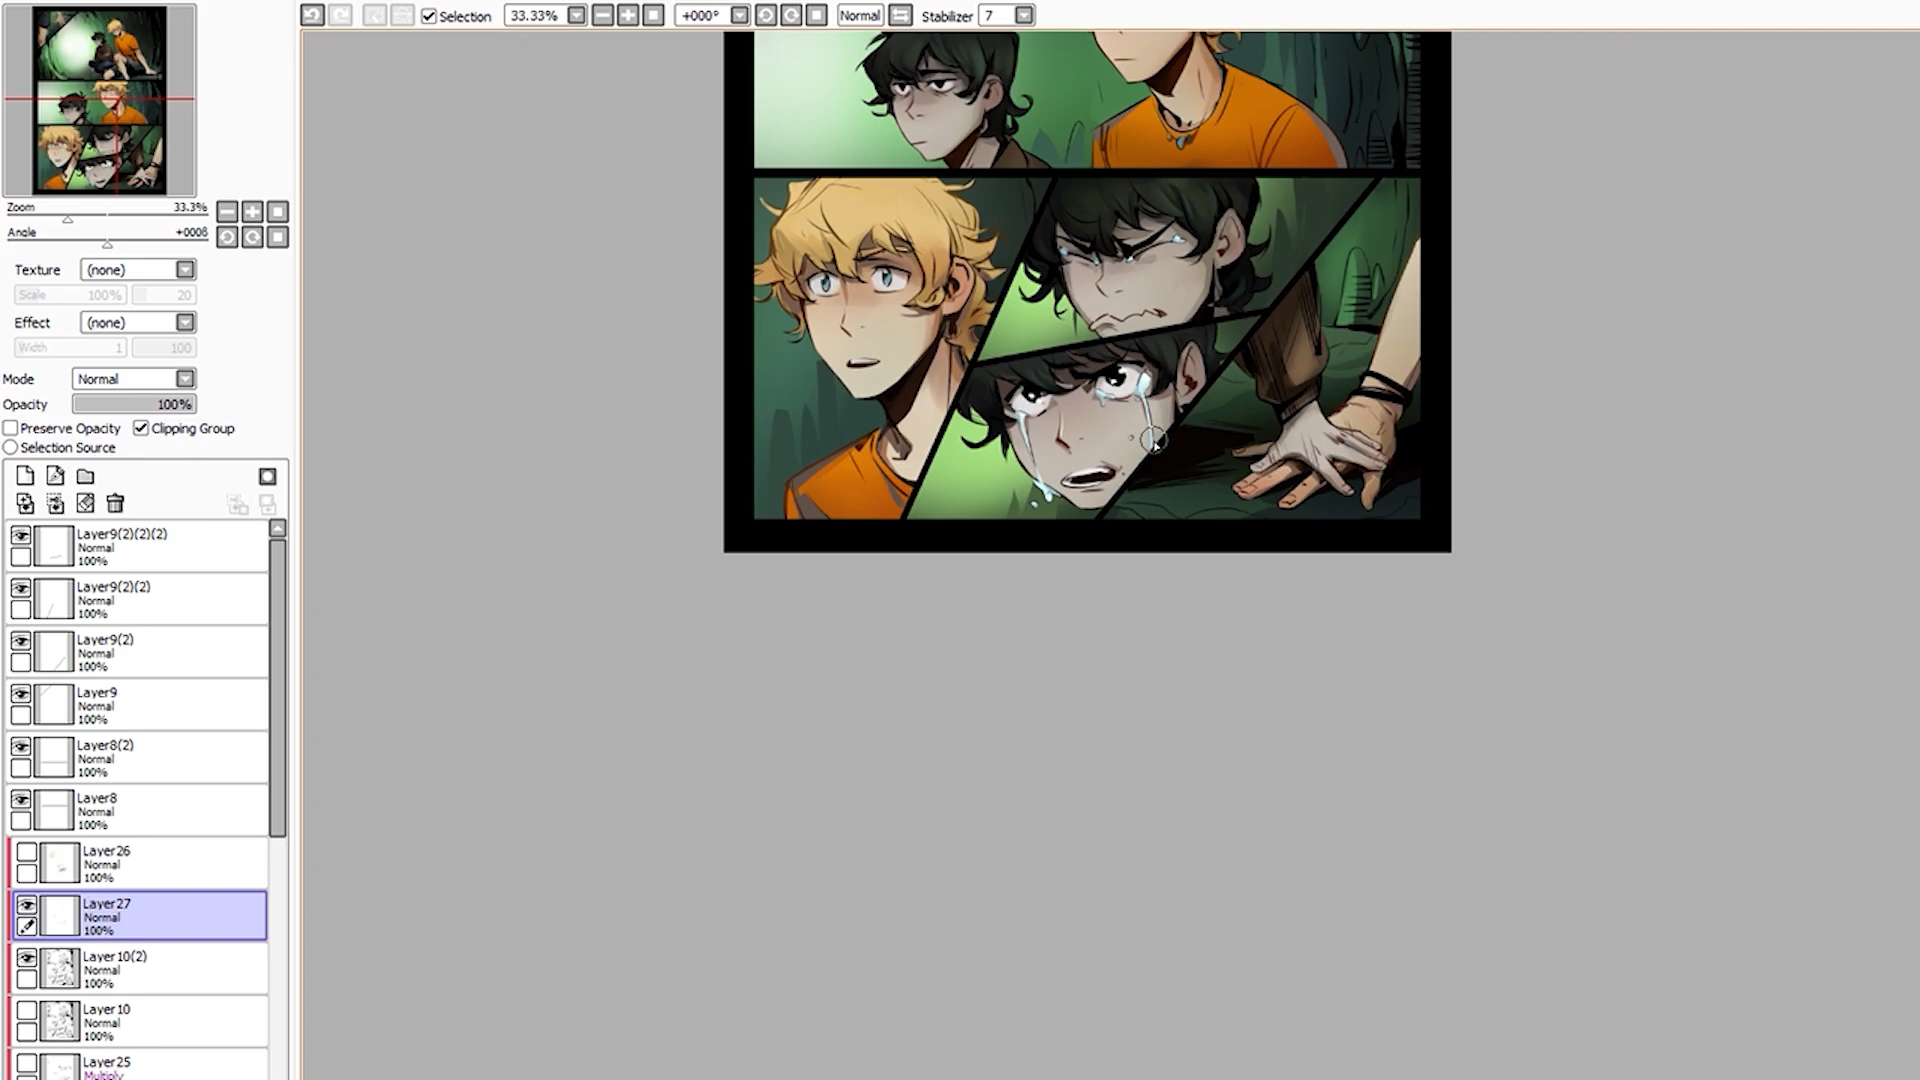 Selection
33.33%
+000°
Normal
Stabilizer 7
Zoom 33.3%
Angle +000
Texture (none)
Scale 100% 20
Effect (none)
Width 1 100
Mode Normal
Opacity 100%
Preserve Opacity Clipping Group
Selection Source
Layer9(2)(2)(2)
Normal
100%
Layer9(2)(2)
Normal
100%
Layer9(2)
Normal
100%
Layer9
Normal
100%
Layer8(2)
Normal
100%
Layer8
Normal
100%
Layer26
Normal
100%
Layer27
Normal
100%
Layer10(2)
Normal
100%
Layer10
Normal
100%
Layer25
Multiply